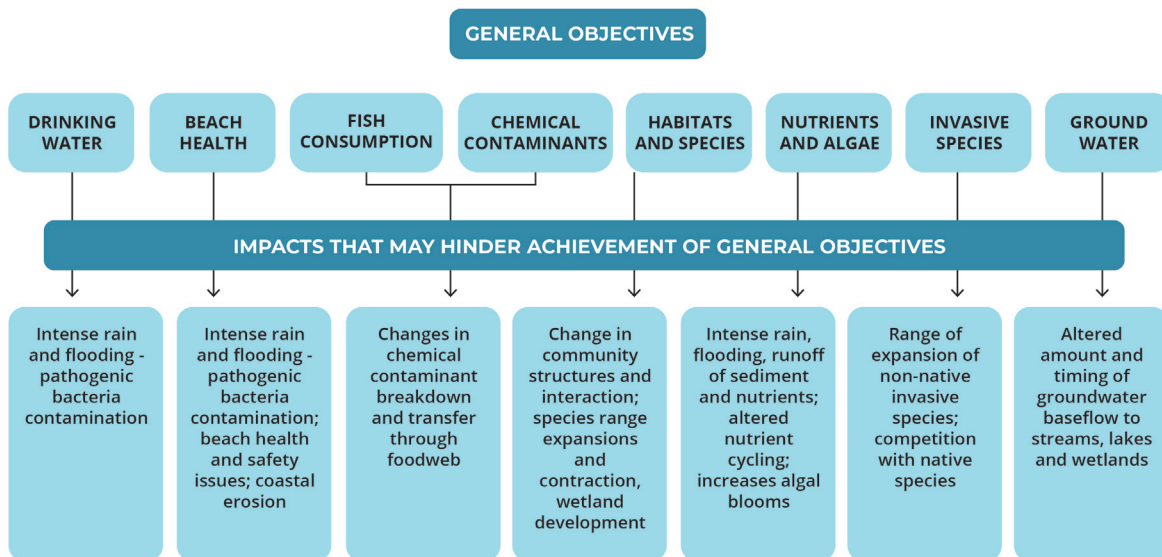 GENERAL OBJECTIVES
DRINKING
WATER
BEACH
HEALTH
FISH
CONSUMPTION
CHEMICAL
CONTAMINANTS
HABITATS
AND SPECIES
NUTRIENTS
AND ALGAE
INVASIVE
SPECIES
GROUND
WATER
IMPACTS THAT MAY HINDER ACHIEVEMENT OF GENERAL OBJECTIVES
Intense rain
and flooding -
pathogenic
bacteria
contamination
Intense rain
and flooding -
pathogenic
bacteria
contamination;
beach health
and safety
issues; coastal
erosion
Changes in
chemical
contaminant
breakdown
and transfer
through
foodweb
Change in
community
structures and
interaction;
species range
expansions
and
contraction,
wetland
development
Intense rain,
flooding, runoff
of sediment
and nutrients;
altered
nutrient
cycling;
increases algal
blooms
Range of
expansion of
non-native
invasive
species;
competition
with native
species
Altered
amount and
timing of
groundwater
baseflow to
streams, lakes
and wetlands